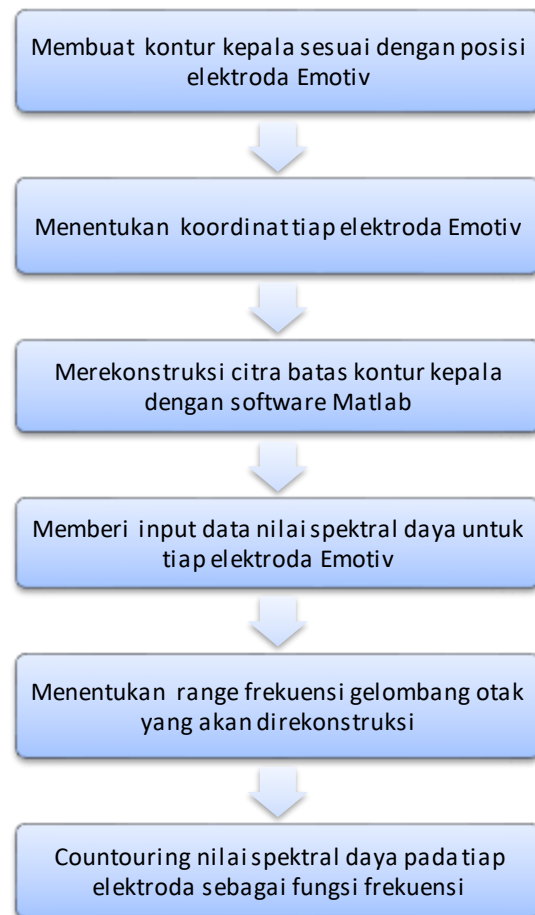 Membuat kontur kepala sesuai dengan posisi
elektroda Emotiv
Menentukan koordinat tiap elektroda Emotiv
Merekonstruksi citra batas kontur kepala
dengan software Matlab
Memberi input data nilai spektral daya untuk
tiap elektroda Emotiv
Menentukan range frekuensi gelombang otak
yang akan direkonstruksi
Countouring nilai spektral daya pada tiap
elektroda sebagai fungsi frekuensi